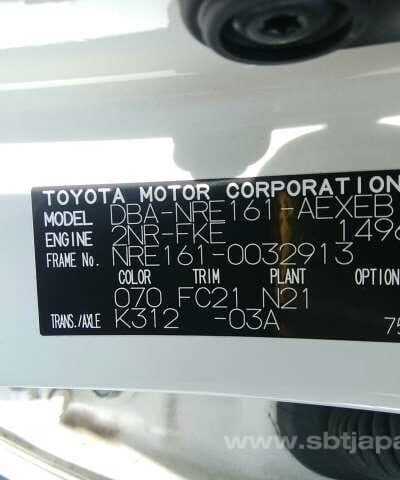 TOYOTA MOTOR CORPORATION
MODEL DBA-NRE161-AEXEB
ENGINE 2NR-FKE 1496
FRAME NO. NRE161-0032913
COLOR TRIM PLANT OPTION
070 FC21 N21
TRANS./AXLE K312 -03A 75
www.sbtjapa